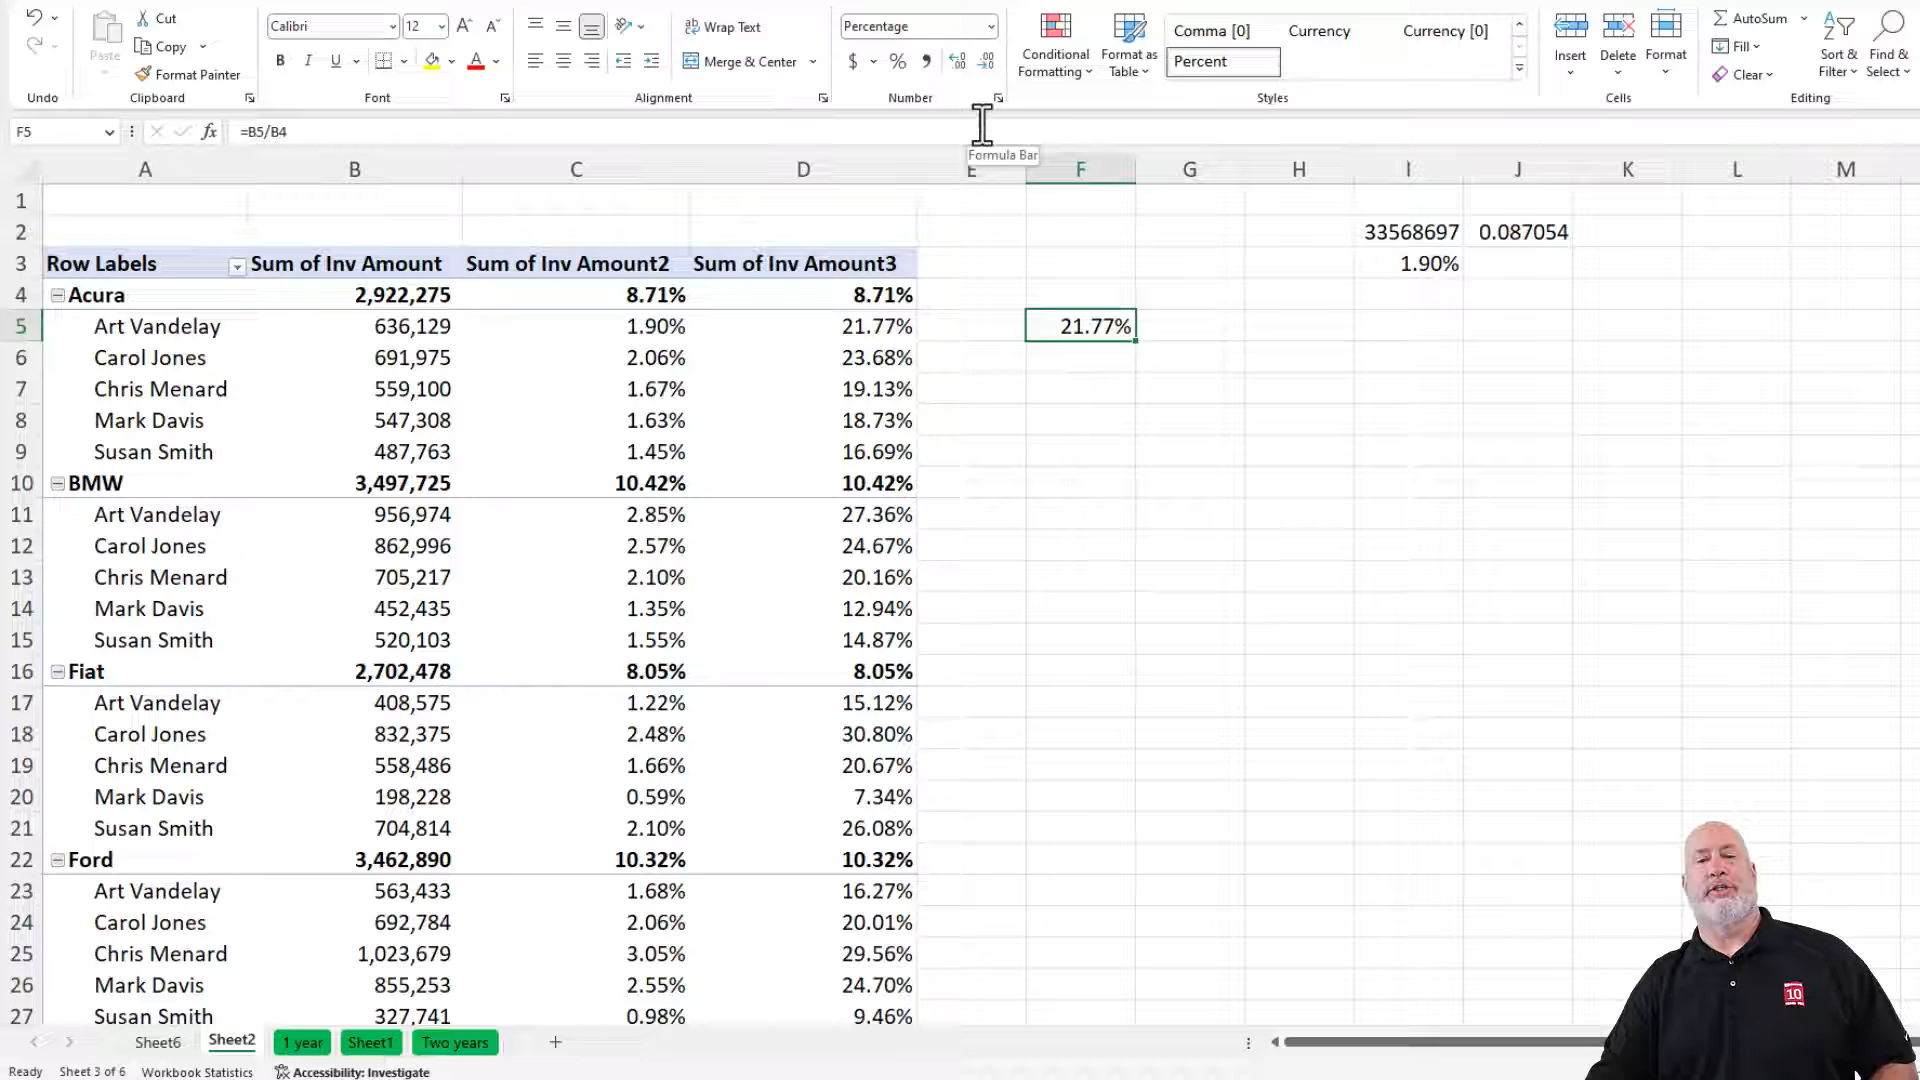 Cut
Copy
Format Painter
Paste
Undo
Clipboard
Calibri
12
A A
B I U A
Font
Wrap Text
Merge & Center
Alignment
Percentage
$ % ,
Number
Conditional
Formatting
Format as
Table
Comma [0] Currency Currency [0]
Percent
Styles
Insert Delete Format
Cells
AutoSum
Fill
Clear
Sort &
Filter
Find &
Select
Editing
F5 fx =B5/B4
Formula Bar
A B C D E F G H I J K L M
1
2 33568697 0.087054
3 Row Labels Sum of Inv Amount Sum of Inv Amount2 Sum of Inv Amount3 1.90%
4 Acura 2,922,275 8.71% 8.71%
5 Art Vandelay 636,129 1.90% 21.77% 21.77%
6 Carol Jones 691,975 2.06% 23.68%
7 Chris Menard 559,100 1.67% 19.13%
8 Mark Davis 547,308 1.63% 18.73%
9 Susan Smith 487,763 1.45% 16.69%
10 BMW 3,497,725 10.42% 10.42%
11 Art Vandelay 956,974 2.85% 27.36%
12 Carol Jones 862,996 2.57% 24.67%
13 Chris Menard 705,217 2.10% 20.16%
14 Mark Davis 452,435 1.35% 12.94%
15 Susan Smith 520,103 1.55% 14.87%
16 Fiat 2,702,478 8.05% 8.05%
17 Art Vandelay 408,575 1.22% 15.12%
18 Carol Jones 832,375 2.48% 30.80%
19 Chris Menard 558,486 1.66% 20.67%
20 Mark Davis 198,228 0.59% 7.34%
21 Susan Smith 704,814 2.10% 26.08%
22 Ford 3,462,890 10.32% 10.32%
23 Art Vandelay 563,433 1.68% 16.27%
24 Carol Jones 692,784 2.06% 20.01%
25 Chris Menard 1,023,679 3.05% 29.56%
26 Mark Davis 855,253 2.55% 24.70%
27 Susan Smith 327,741 0.98% 9.46%
10
Sheet6 Sheet2 1 year Sheet1 Two years
Ready Sheet 3 of 6 Workbook Statistics Accessibility: Investigate